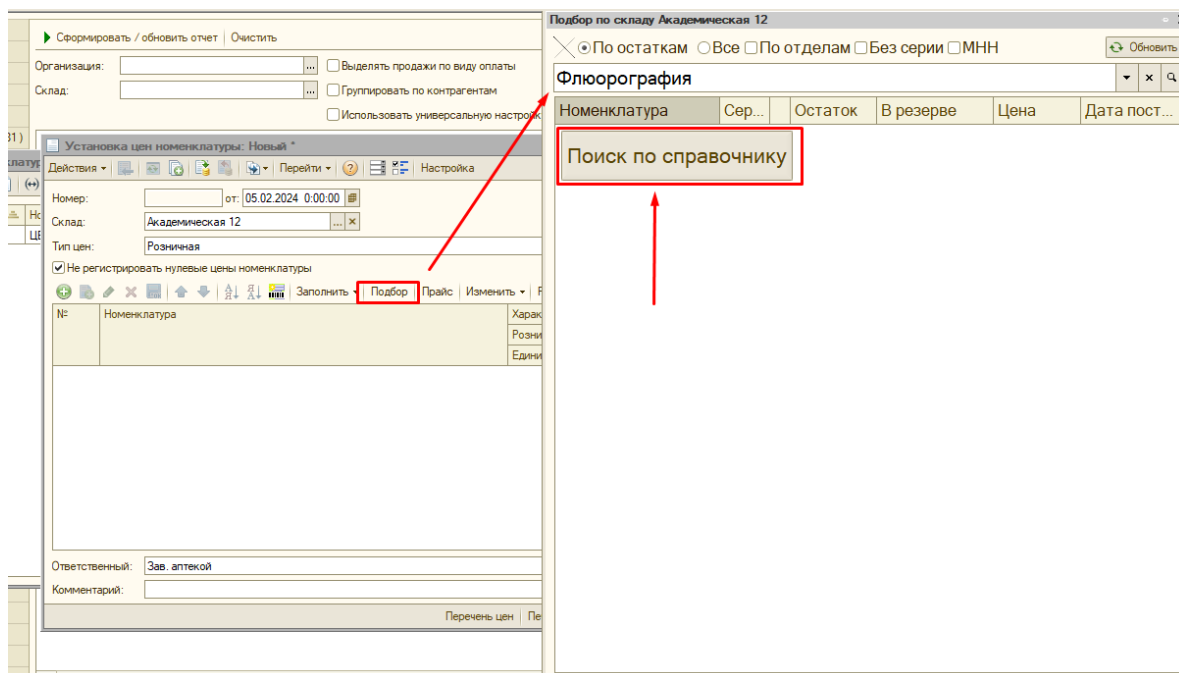 Сформировать / обновить отчет Очистить
Организация: ... Выделять продажи по виду оплаты
Склад: ... Группировать по контрагентам
Использовать универсальную настройк
31 )
Установка цен номенклатуры: Новый *
Действия Перейти Настройка
Номер: от: 05.02.2024 0:00:00
Склад: Академическая 12 ... ×
Тип цен: Розничная
Не регистрировать нулевые цены номенклатуры
Заполнить Подбор Прайс Изменить
№ Номенклатура Харак
Розни
Едини
Ответственный: Зав. аптекой
Комментарий:
Перечень цен Пе
Подбор по складу Академическая 12
По остаткам Все По отделам Без серии МНН Обновить
Флюорография
Номенклатура Сер... Остаток В резерве Цена Дата пост...
Поиск по справочнику